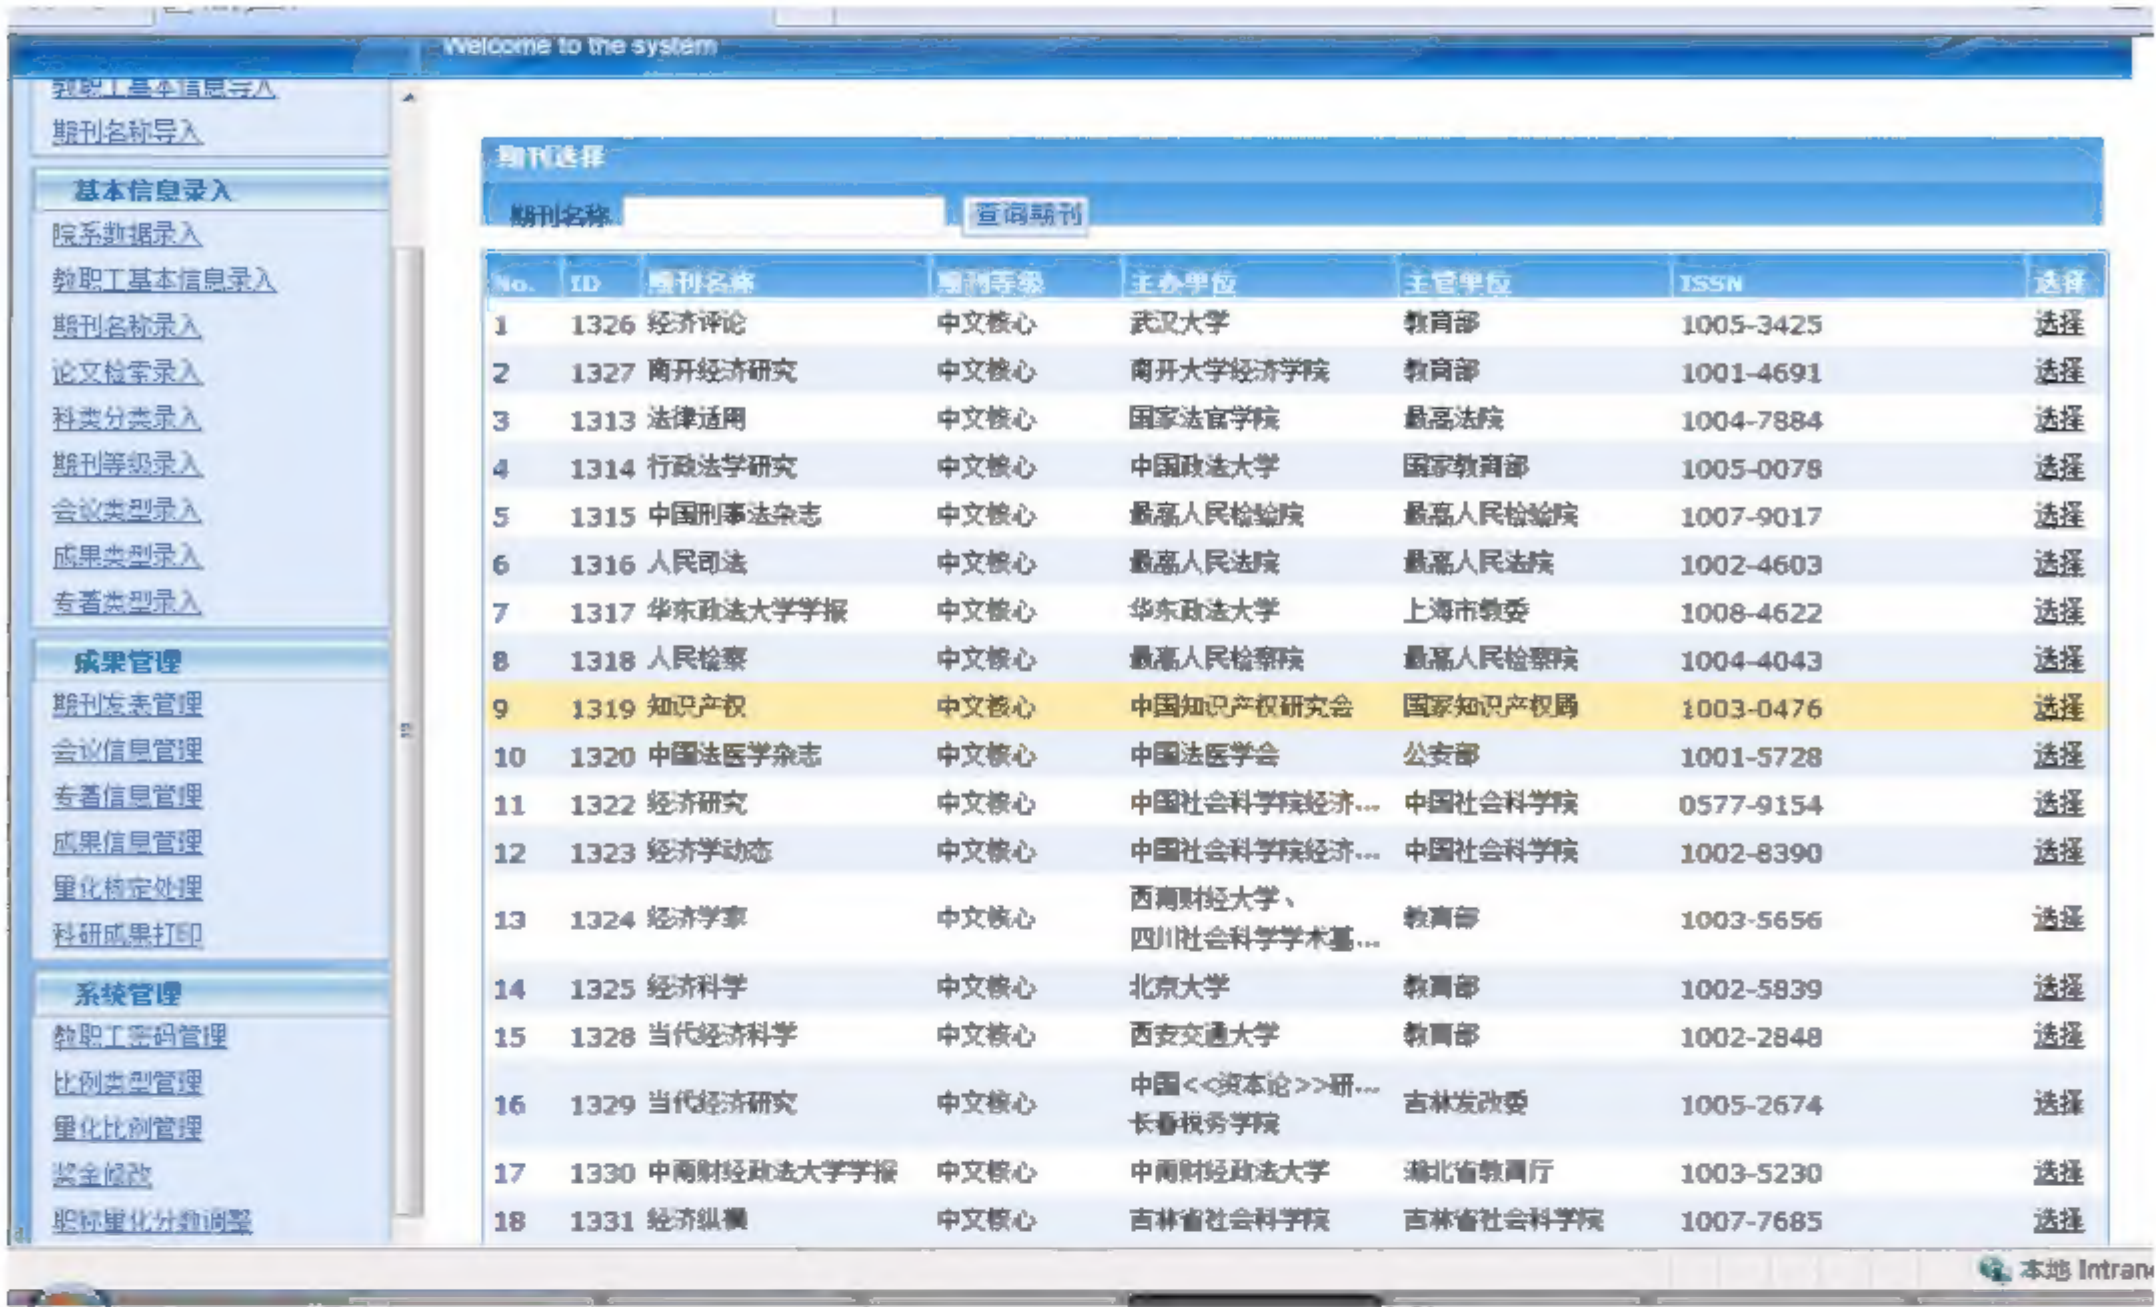 Welcome to the system
教职工基本信息导入
期刊名称导入
基本信息录入
院系数据录入
教职工基本信息录入
期刊名称录入
论文检索录入
科类分类录入
期刊等级录入
会议类型录入
成果类型录入
专著类型录入
成果管理
期刊发表管理
会议信息管理
专著信息管理
成果信息管理
量化核定处理
科研成果打印
系统管理
教职工密码管理
比例类型管理
量化比例管理
奖金修改
职称量化分数调整
期刊选择
期刊名称 查询期刊
No. ID 期刊名称 期刊等级 主办单位 主管单位 ISSN 选择
1 1326 经济评论 中文核心 武汉大学 教育部 1005-3425 选择
2 1327 南开经济研究 中文核心 南开大学经济学院 教育部 1001-4691 选择
3 1313 法律适用 中文核心 国家法官学院 最高法院 1004-7884 选择
4 1314 行政法学研究 中文核心 中国政法大学 国家教育部 1005-0078 选择
5 1315 中国刑事法杂志 中文核心 最高人民检验院 最高人民检验院 1007-9017 选择
6 1316 人民司法 中文核心 最高人民法院 最高人民法院 1002-4603 选择
7 1317 华东政法大学学报 中文核心 华东政法大学 上海市教委 1008-4622 选择
8 1318 人民检察 中文核心 最高人民检察院 最高人民检察院 1004-4043 选择
9 1319 知识产权 中文核心 中国知识产权研究会 国家知识产权局 1003-0476 选择
10 1320 中国法医学杂志 中文核心 中国法医学会 公安部 1001-5728 选择
11 1322 经济研究 中文核心 中国社会科学院经济... 中国社会科学院 0577-9154 选择
12 1323 经济学动态 中文核心 中国社会科学院经济... 中国社会科学院 1002-8390 选择
13 1324 经济学家 中文核心 西南财经大学、 教育部 1003-5656 选择
四川社会科学学术基...
14 1325 经济科学 中文核心 北京大学 教育部 1002-5839 选择
15 1328 当代经济科学 中文核心 西安交通大学 教育部 1002-2848 选择
16 1329 当代经济研究 中文核心 中国<<资本论>>研... 吉林发改委 1005-2674 选择
长春税务学院
17 1330 中南财经政法大学学报 中文核心 中南财经政法大学 湖北省教育厅 1003-5230 选择
18 1331 经济纵横 中文核心 吉林省社会科学院 吉林省社会科学院 1007-7685 选择
本地 Intran